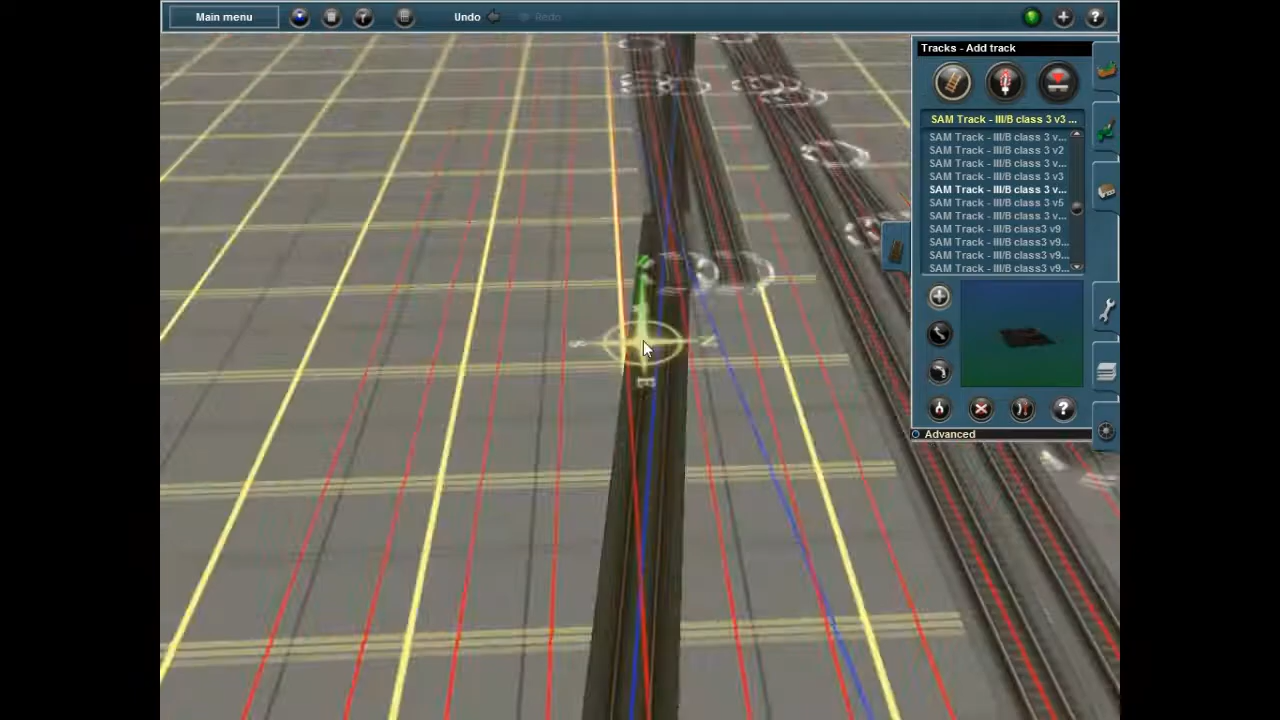 Main menu
Undo
Redo
Tracks - Add track
SAM Track - III/B class 3 v3 ...
SAM Track - III/B class 3 v...
SAM Track - III/B class 3 v2
SAM Track - III/B class 3 v...
SAM Track - III/B class 3 v3
SAM Track - III/B class 3 v...
SAM Track - III/B class 3 v5
SAM Track - III/B class 3 v...
SAM Track - III/B class3 v9
SAM Track - III/B class3 v9...
SAM Track - III/B class3 v9...
SAM Track - III/B class3 v9...
Advanced
S
N
E